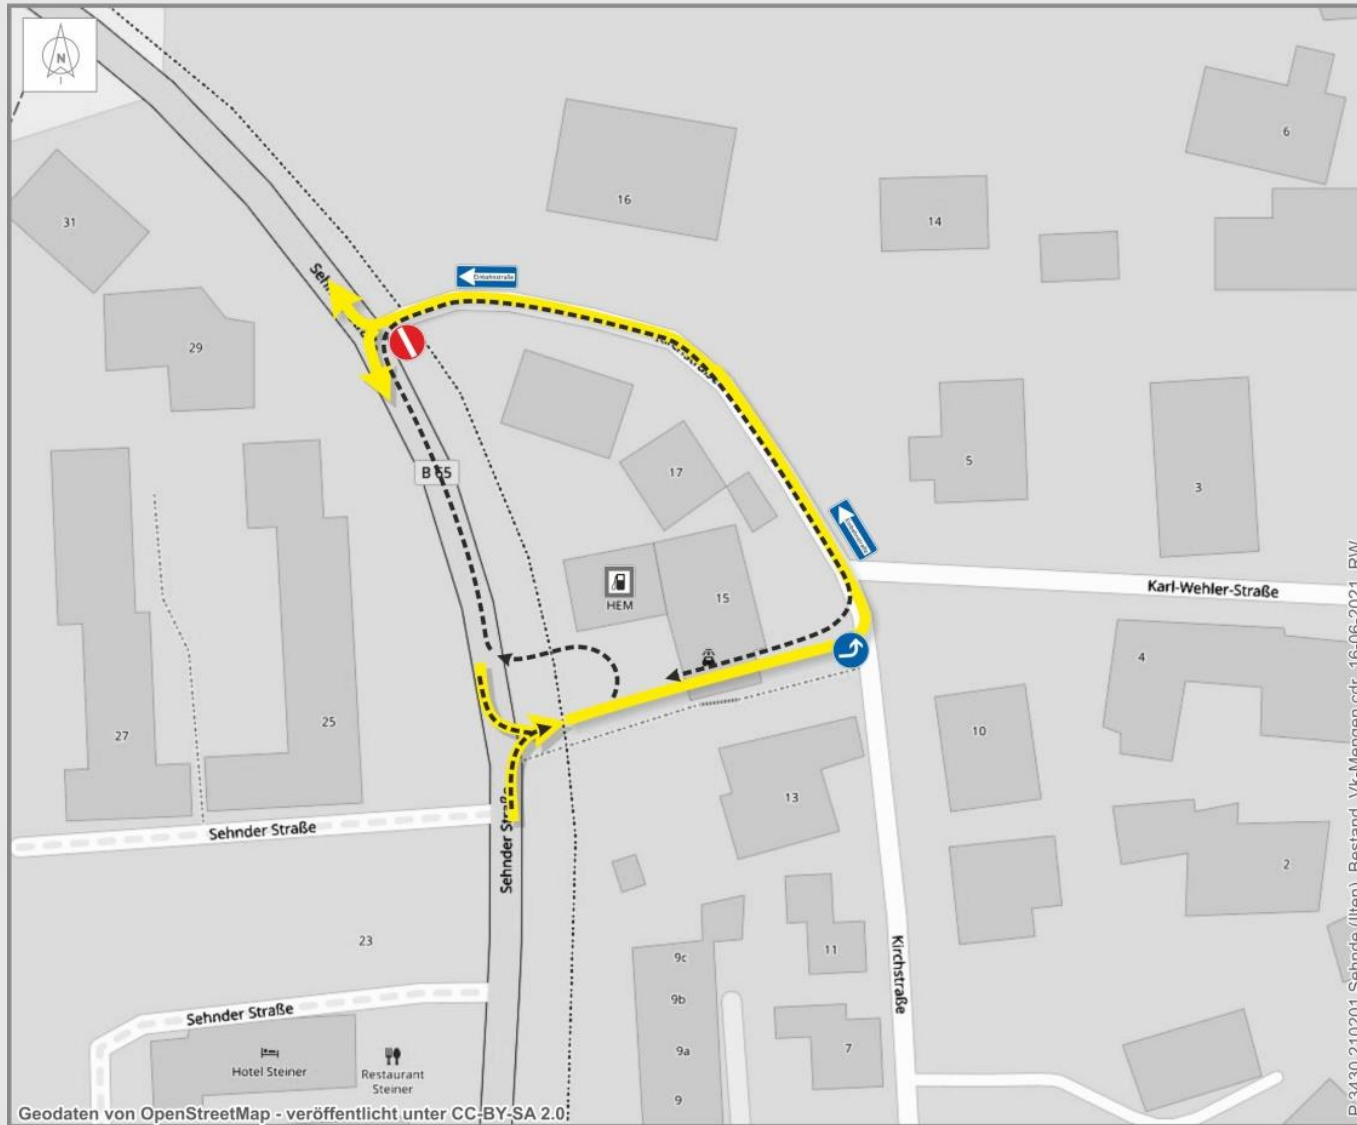 N
6
16
14
31
Einbahnstraße
29
Kirchstraße
B 65
5
17
3
Einbahnstraße
HEM
15
Karl-Wehler-Straße
4
10
27
25
13
Sehnder Straße
Sehnder Straße
2
23
11
9c
Kirchstraße
9b
Sehnder Straße
9a
7
Hotel Steiner
Restaurant
Steiner
9
Geodaten von OpenStreetMap - veröffentlicht unter CC-BY-SA 2.0